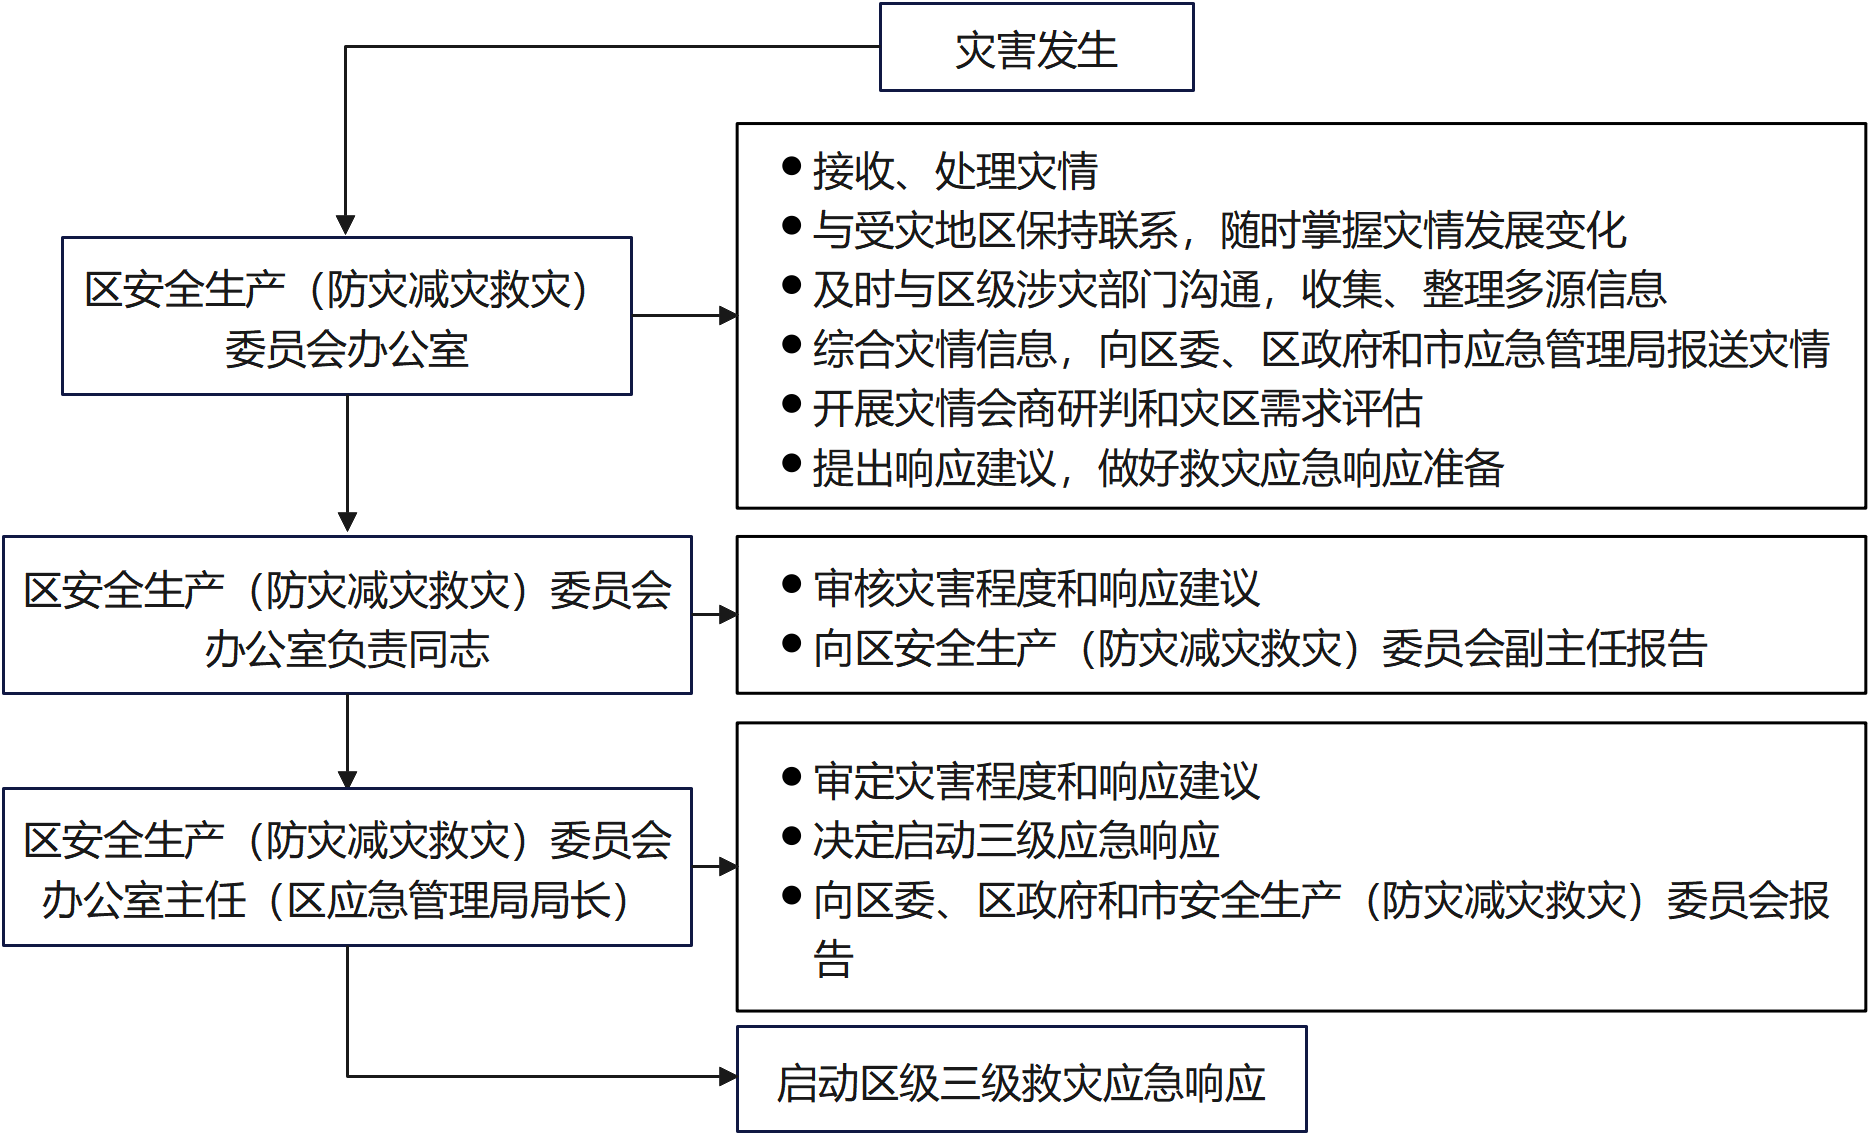 灾害发生
区安全生产（防灾减灾救灾）
委员会办公室
● 接收、处理灾情
● 与受灾地区保持联系，随时掌握灾情发展变化
● 及时与区级涉灾部门沟通，收集、整理多源信息
● 综合灾情信息，向区委、区政府和市应急管理局报送灾情
● 开展灾情会商研判和灾区需求评估
● 提出响应建议，做好救灾应急响应准备
区安全生产（防灾减灾救灾）委员会
办公室负责同志
● 审核灾害程度和响应建议
● 向区安全生产（防灾减灾救灾）委员会副主任报告
区安全生产（防灾减灾救灾）委员会
办公室主任（区应急管理局局长）
● 审定灾害程度和响应建议
● 决定启动三级应急响应
● 向区委、区政府和市安全生产（防灾减灾救灾）委员会报
告
启动区级三级救灾应急响应